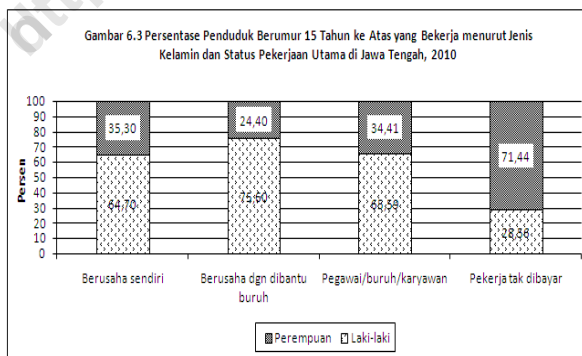 Gambar 6.3 Persentase Penduduk Berumur 15 Tahun ke Atas yang Bekerja menurut Jenis
Kelamin dan Status Pekerjaan Utama di Jawa Tengah, 2010
Persen
100
90
80
70
60
50
40
30
20
10
0
35,30
24,40
34,41
71,44
64,70
75,60
65,59
28,56
Berusaha sendiri
Berusaha dgn dibantu
buruh
Pegawai/buruh/karyawan
Pekerja tak dibayar
Perempuan
Laki-laki